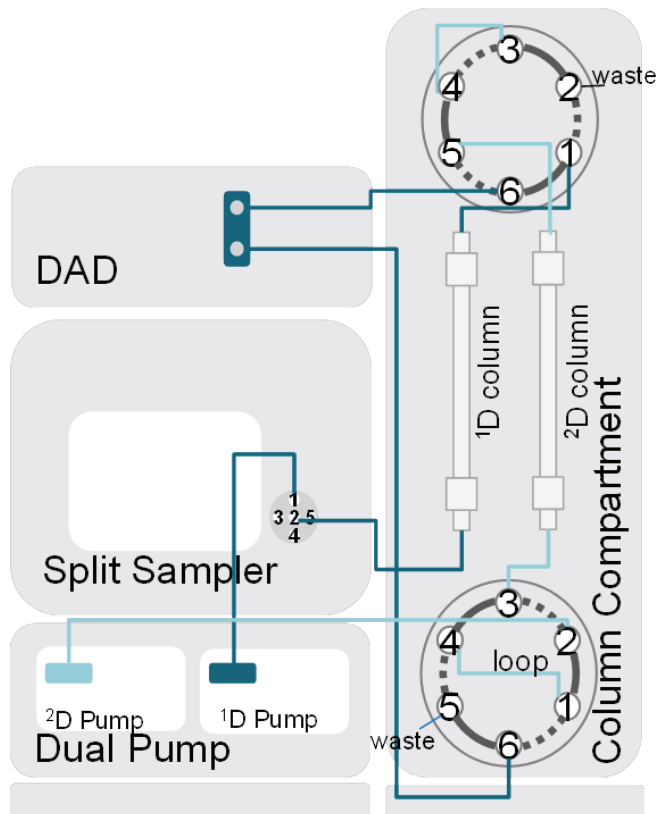 3
4
2
waste
5
1
6
DAD
¹D column
²D column
Column Compartment
1
3 2 5
4
Split Sampler
3
4
2
loop
5
1
waste
6
²D Pump
¹D Pump
Dual Pump